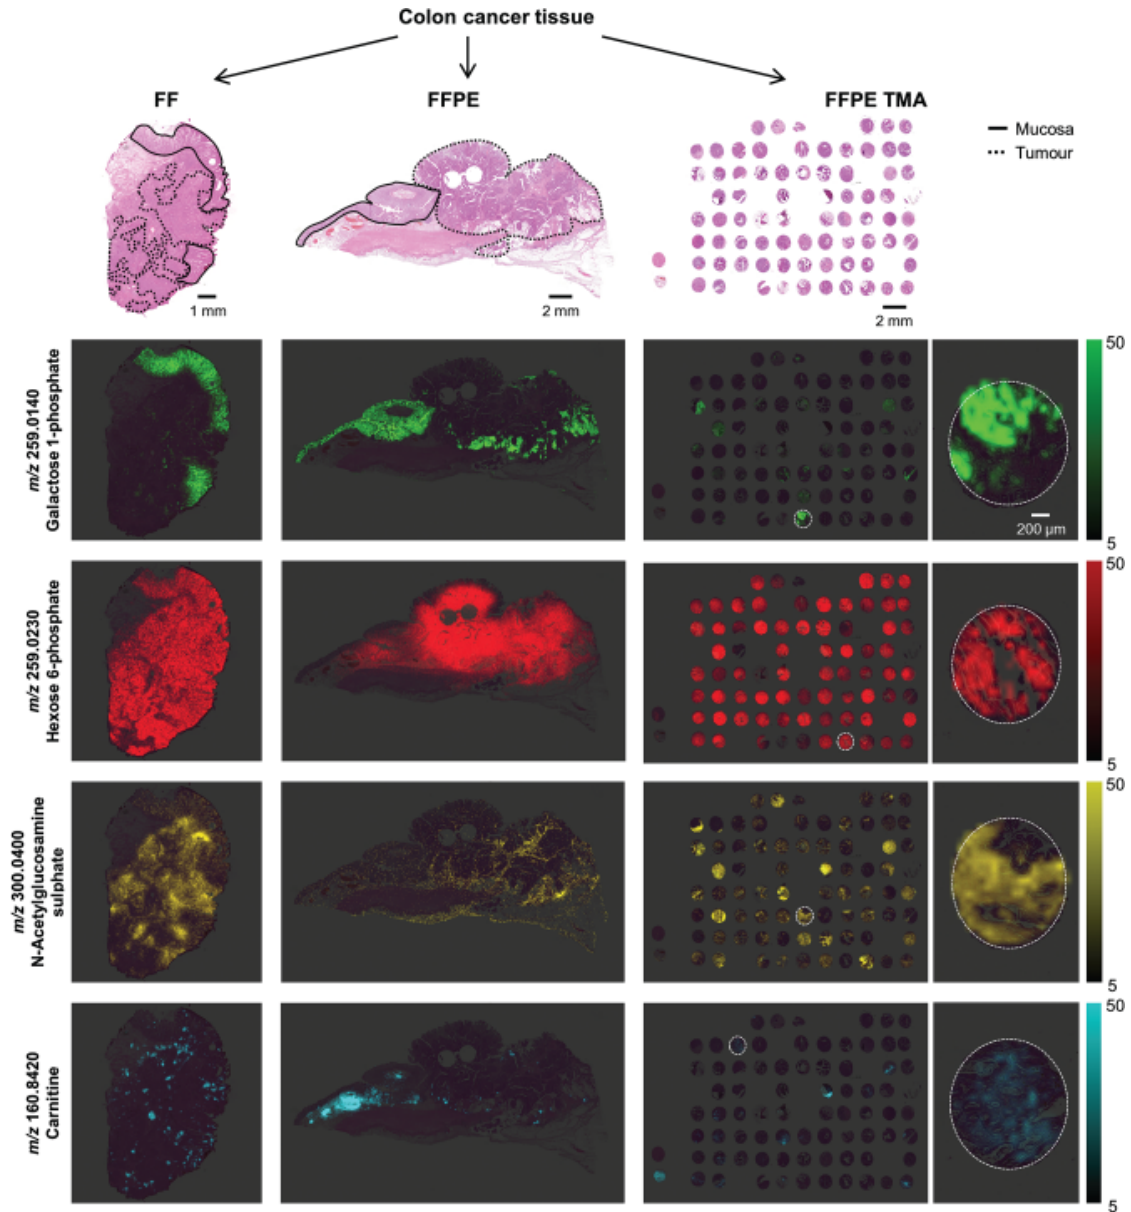 Colon cancer tissue
FF
FFPE
FFPE TMA
Mucosa
Tumour
1 mm
2 mm
2 mm
m/z 259.0140
Galactose 1-phosphate
200 µm
50
5
m/z 259.0230
Hexose 6-phosphate
50
5
m/z 300.0400
N-Acetylglucosamine
sulphate
50
5
m/z 160.8420
Carnitine
50
5